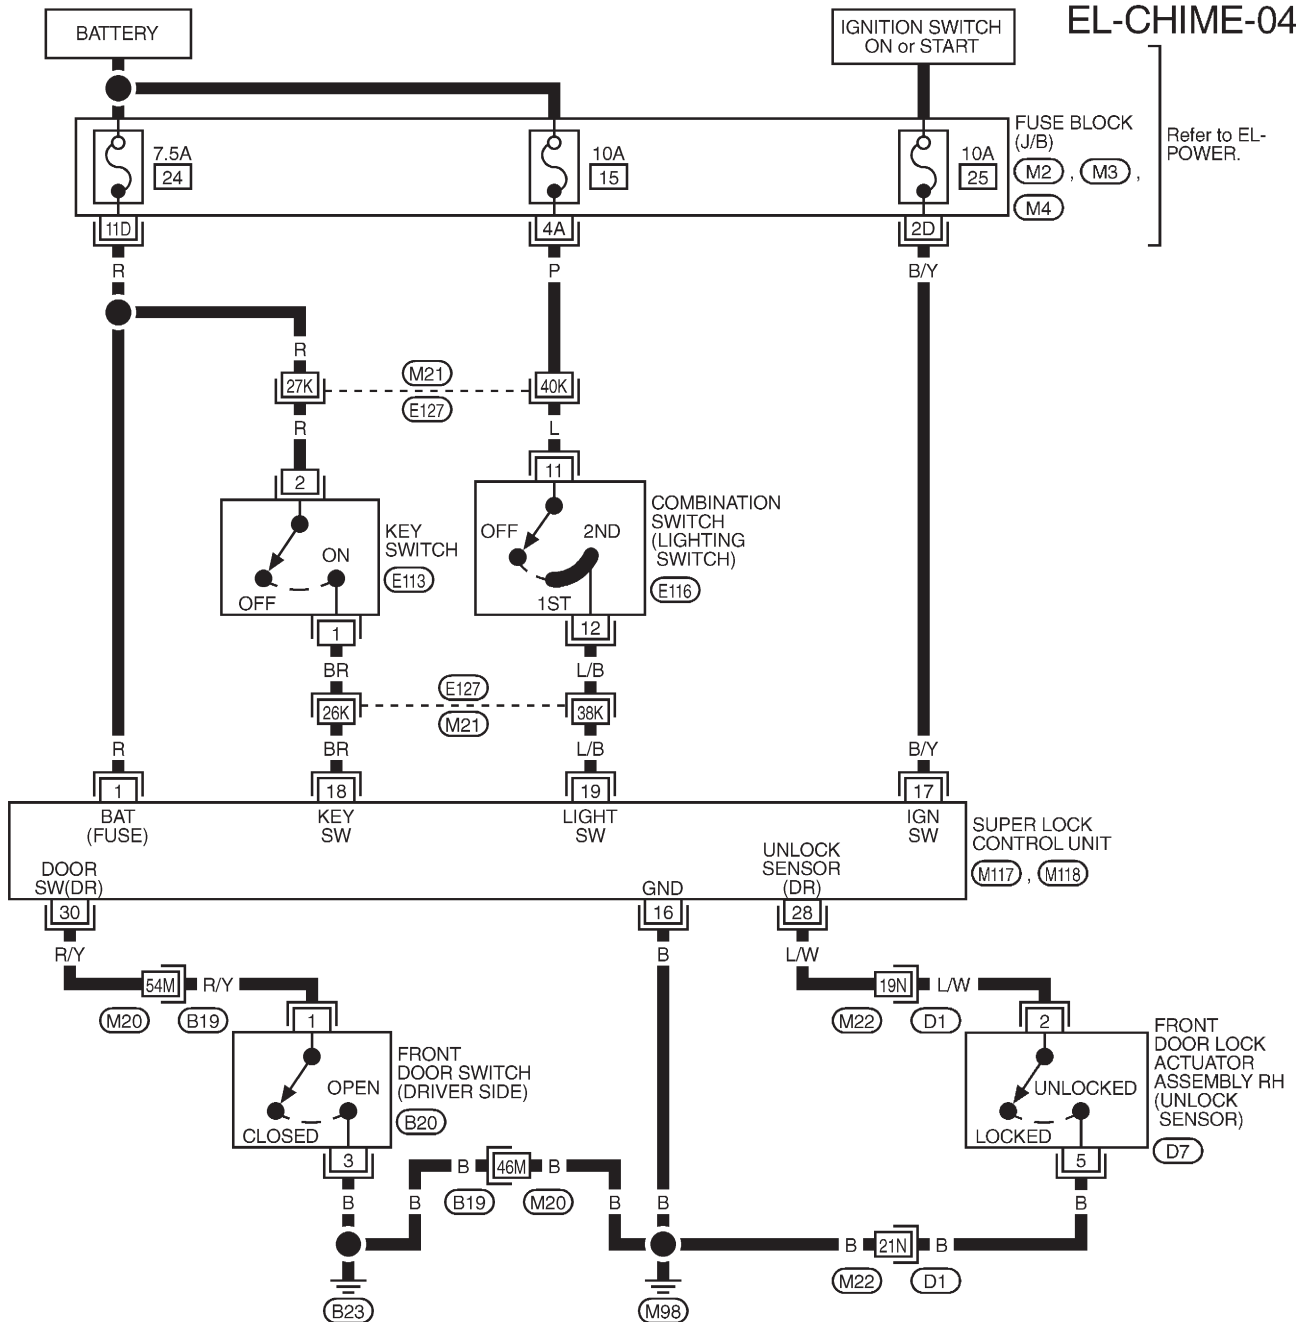 EL-CHIME-04
BATTERY
IGNITION SWITCH
ON or START
FUSE BLOCK
(J/B)
M2 , M3 ,
M4
Refer to EL-
POWER.
7.5A
24
10A
15
10A
25
11D
4A
2D
R
P
B/Y
R
27K
M21
E127
40K
R
L
2
11
KEY
SWITCH
E113
OFF
ON
COMBINATION
SWITCH
(LIGHTING
SWITCH)
E116
OFF
2ND
1ST
1
12
BR
L/B
26K
E127
M21
38K
R
BR
L/B
B/Y
1
18
19
17
BAT
(FUSE)
KEY
SW
LIGHT
SW
IGN
SW
SUPER LOCK
CONTROL UNIT
M117 , M118
DOOR
SW(DR)
GND
UNLOCK
SENSOR
(DR)
30
16
28
R/Y
B
L/W
54M
R/Y
M20
B19
19N
L/W
M22
D1
1
2
FRONT
DOOR SWITCH
(DRIVER SIDE)
B20
OPEN
CLOSED
FRONT
DOOR LOCK
ACTUATOR
ASSEMBLY RH
(UNLOCK
SENSOR)
D7
UNLOCKED
LOCKED
3
5
B
46M
B
B19
M20
B
B
B
B
B
B
21N
B
M22
D1
B23
M98